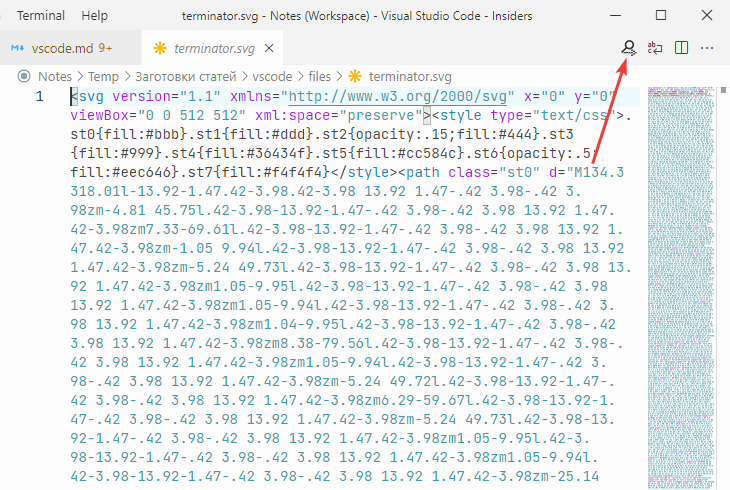 Terminal Help terminator.svg - Notes (Workspace) - Visual Studio Code - Insiders
vscode.md 9+ terminator.svg
Notes > Temp > Заготовки статей > vscode > files > terminator.svg
1 <svg version="1.1" xmlns="http://www.w3.org/2000/svg" x="0" y="0"
viewBox="0 0 512 512" xml:space="preserve"><style type="text/css">.
st0{fill:#bbb}.st1{fill:#ddd}.st2{opacity:.15;fill:#444}.st3
{fill:#999}.st4{fill:#36434f}.st5{fill:#cc584c}.st6{opacity:.5;
fill:#eec646}.st7{fill:#f4f4f4}</style><path class="st0" d="M134.3
318.01l-13.92-1.47.42-3.98.42-3.98 13.92 1.47-.42 3.98-.42 3.
98zm-4.81 45.75l.42-3.98-13.92-1.47-.42 3.98-.42 3.98 13.92 1.47.
42-3.98zm7.33-69.61l.42-3.98-13.92-1.47-.42 3.98-.42 3.98 13.92 1.
47.42-3.98zm-1.05 9.94l.42-3.98-13.92-1.47-.42 3.98-.42 3.98 13.92
1.47.42-3.98zm-5.24 49.73l.42-3.98-13.92-1.47-.42 3.98-.42 3.98 13.
92 1.47.42-3.98zm1.05-9.95l.42-3.98-13.92-1.47-.42 3.98-.42 3.98
13.92 1.47.42-3.98zm1.05-9.94l.42-3.98-13.92-1.47-.42 3.98-.42 3.
98 13.92 1.47.42-3.98zm1.04-9.95l.42-3.98-13.92-1.47-.42 3.98-.42
3.98 13.92 1.47.42-3.98zm8.38-79.56l.42-3.98-13.92-1.47-.42 3.98-.
42 3.98 13.92 1.47.42-3.98zm1.05-9.94l.42-3.98-13.92-1.47-.42 3.
98-.42 3.98 13.92 1.47.42-3.98zm-5.24 49.72l.42-3.98-13.92-1.47-.
42 3.98-.42 3.98 13.92 1.47.42-3.98zm6.29-59.67l.42-3.98-13.92-1.
47-.42 3.98-.42 3.98 13.92 1.47.42-3.98zm-5.24 49.73l.42-3.98-13.
92-1.47-.42 3.98-.42 3.98 13.92 1.47.42-3.98zm1.05-9.95l.42-3.
98-13.92-1.47-.42 3.98-.42 3.98 13.92 1.47.42-3.98zm1.05-9.94l.
42-3.98-13.92-1.47-.42 3.98-.42 3.98 13.92 1.47.42-3.98zm-25.14